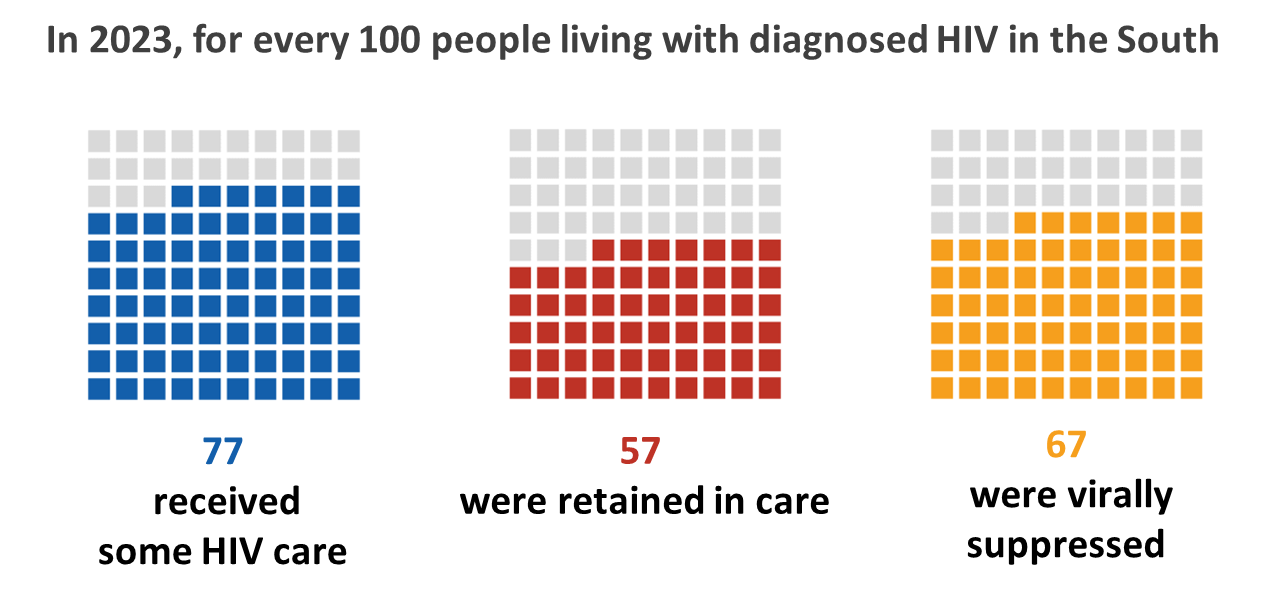 In 2023, for every 100 people living with diagnosed HIV in the South
77
received
some HIV care
57
were retained in care
67
were virally
suppressed